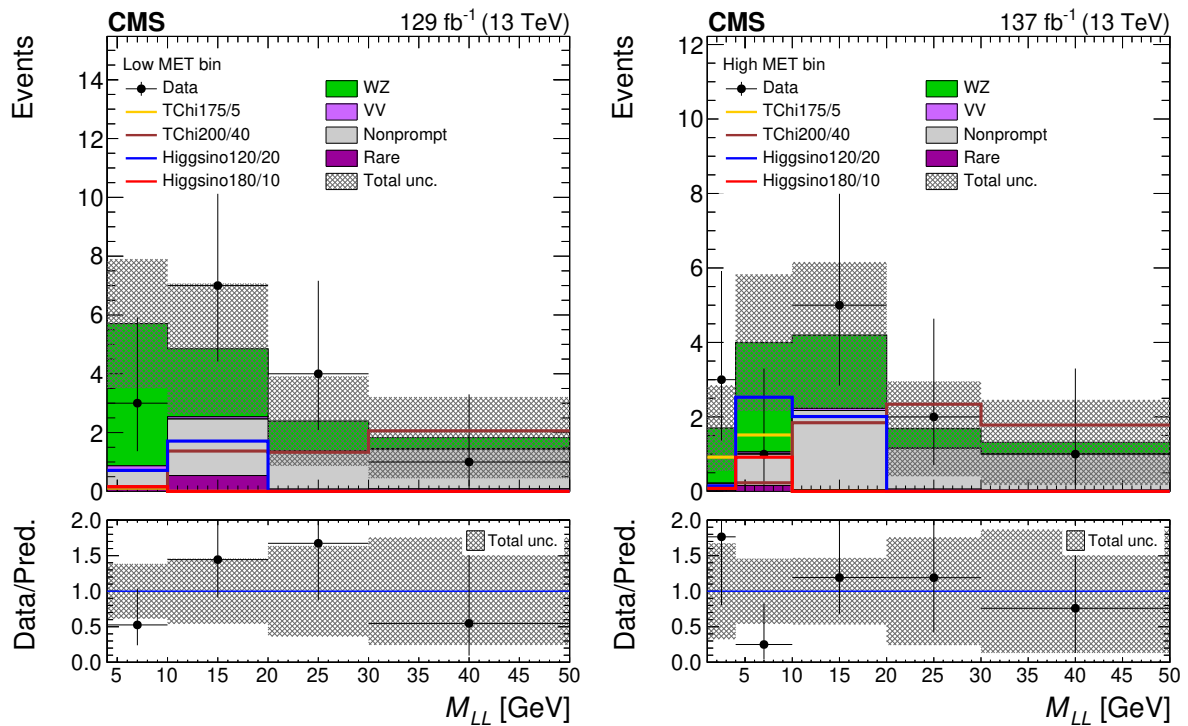 CMS 129 fb⁻¹ (13 TeV)
Events
14
12
10
8
6
4
2
0
Low MET bin
Data
TChi175/5
TChi200/40
Higgsino120/20
Higgsino180/10
WZ
VV
Nonprompt
Rare
Total unc.
Data/Pred.
2.0
1.5
1.0
0.5
0.0
Total unc.
5 10 15 20 25 30 35 40 45 50
M_LL [GeV]
CMS 137 fb⁻¹ (13 TeV)
Events
12
10
8
6
4
2
0
High MET bin
Data
TChi175/5
TChi200/40
Higgsino120/20
Higgsino180/10
WZ
VV
Nonprompt
Rare
Total unc.
Data/Pred.
2.0
1.5
1.0
0.5
0.0
Total unc.
5 10 15 20 25 30 35 40 45 50
M_LL [GeV]